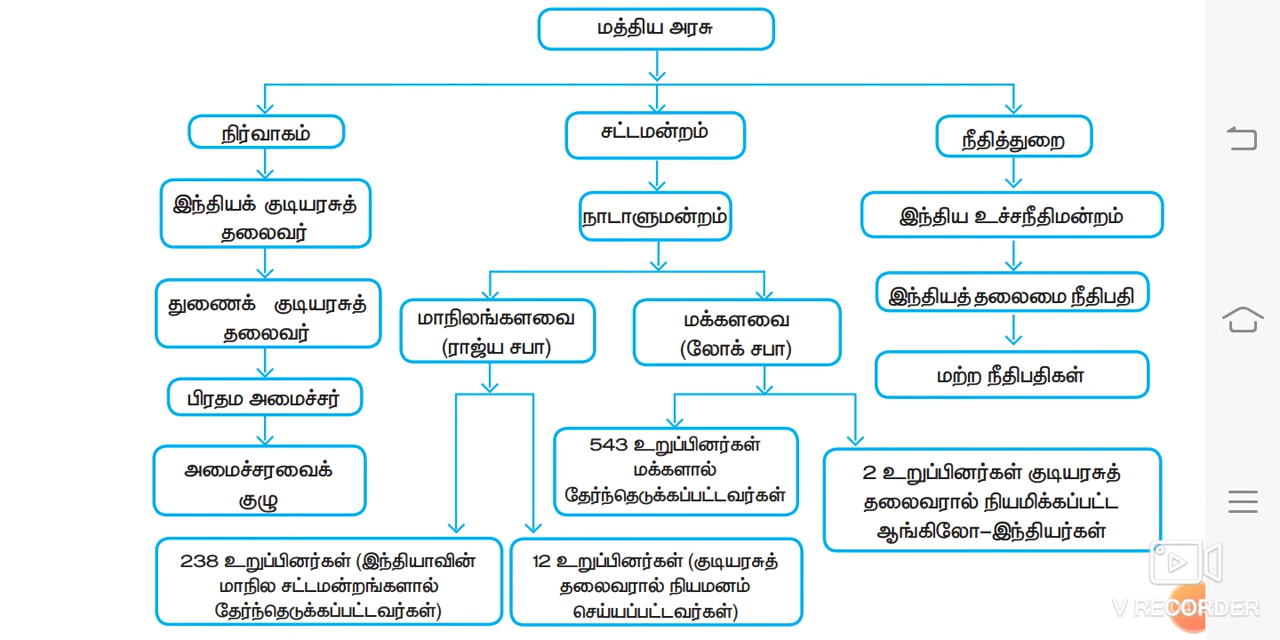 மத்திய அரசு
நிர்வாகம்
சட்டமன்றம்
நீதித்துறை
இந்தியக் குடியரசுத்
தலைவர்
நாடாளுமன்றம்
இந்திய உச்சநீதிமன்றம்
துணைக் குடியரசுத்
தலைவர்
மாநிலங்களவை
(ராஜ்ய சபா)
மக்களவை
(லோக் சபா)
இந்தியத் தலைமை நீதிபதி
பிரதம அமைச்சர்
மற்ற நீதிபதிகள்
அமைச்சரவைக்
குழு
543 உறுப்பினர்கள்
மக்களால்
தேர்ந்தெடுக்கப்பட்டவர்கள்
2 உறுப்பினர்கள் குடியரசுத்
தலைவரால் நியமிக்கப்பட்ட
ஆங்கிலோ-இந்தியர்கள்
238 உறுப்பினர்கள் (இந்தியாவின்
மாநில சட்டமன்றங்களால்
தேர்ந்தெடுக்கப்பட்டவர்கள்)
12 உறுப்பினர்கள் (குடியரசுத்
தலைவரால் நியமனம்
செய்யப்பட்டவர்கள்)
V RECORDER